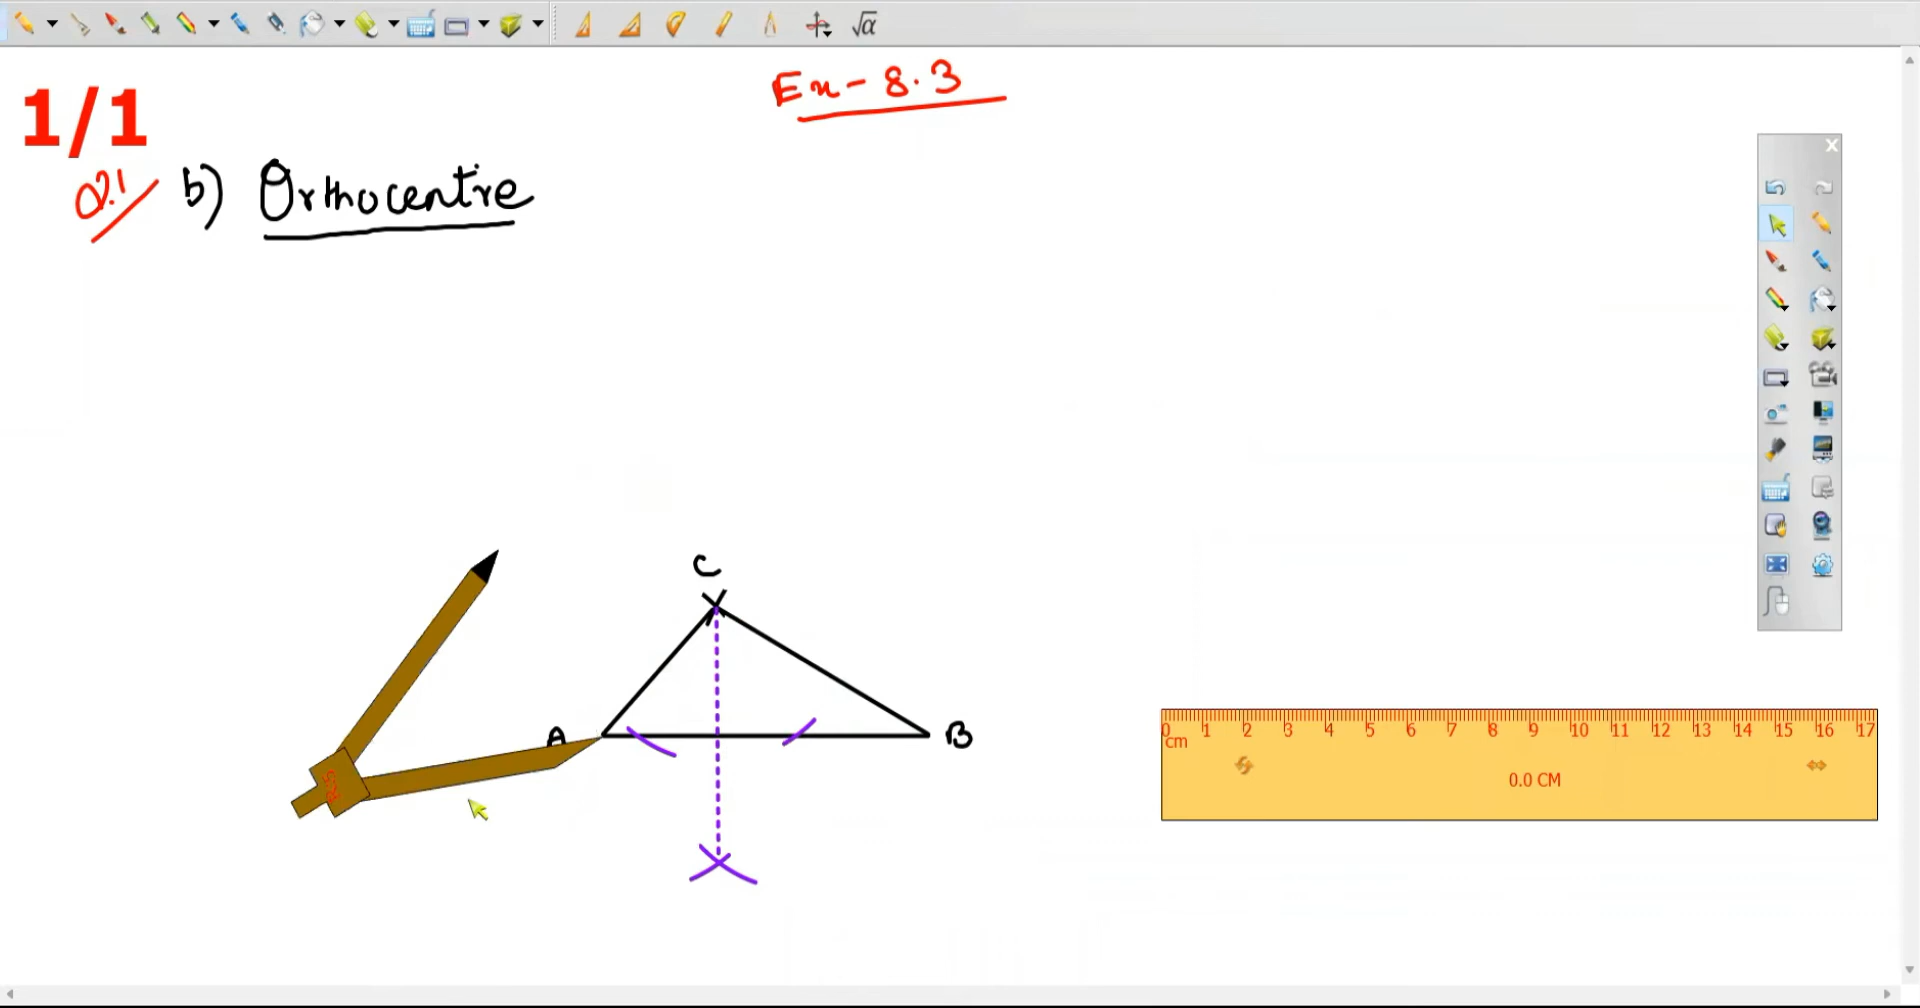 √α
Ex - 8.3
1/1
Q.1 b) Orthocentre
C
A
B
0 1 2 3 4 5 6 7 8 9 10 11 12 13 14 15 16 17
cm
0.0 CM